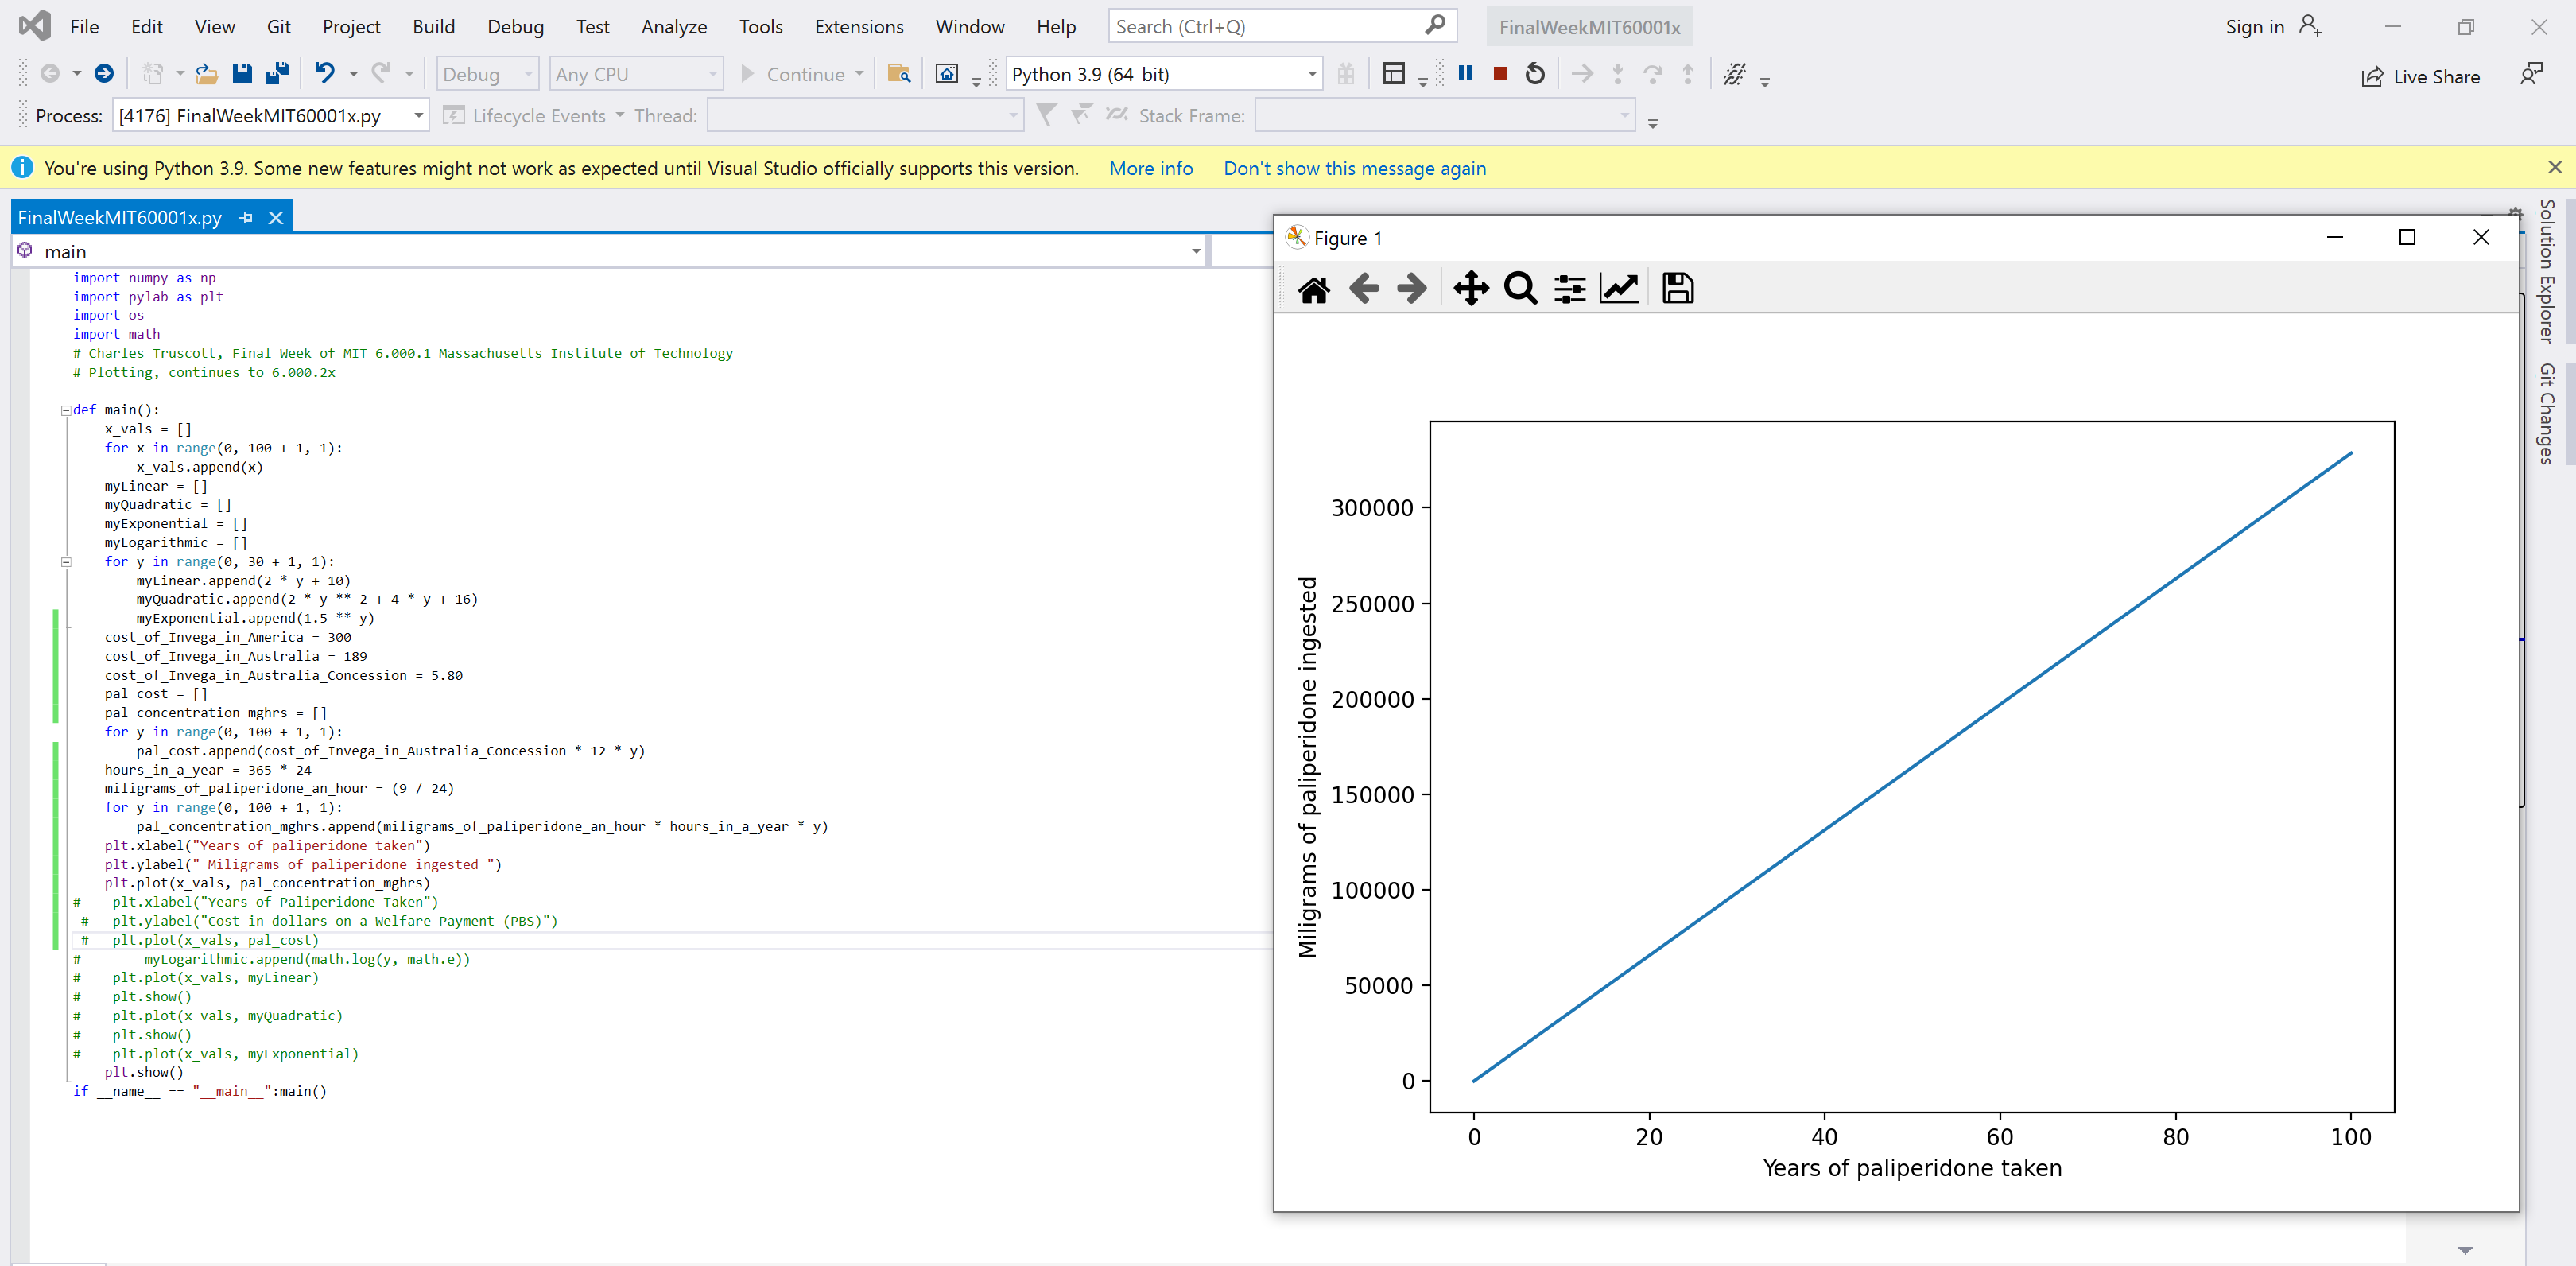 File Edit View Git Project Build Debug Test Analyze Tools Extensions Window Help Search (Ctrl+Q) FinalWeekMIT60001x Sign in
Debug Any CPU Continue Python 3.9 (64-bit) Live Share
Process: [4176] FinalWeekMIT60001x.py Lifecycle Events Thread: Stack Frame:
You're using Python 3.9. Some new features might not work as expected until Visual Studio officially supports this version. More info Don't show this message again
FinalWeekMIT60001x.py
main
import numpy as np
import pylab as plt
import os
import math
# Charles Truscott, Final Week of MIT 6.000.1 Massachusetts Institute of Technology
# Plotting, continues to 6.000.2x
def main():
    x_vals = []
    for x in range(0, 100 + 1, 1):
        x_vals.append(x)
    myLinear = []
    myQuadratic = []
    myExponential = []
    myLogarithmic = []
    for y in range(0, 30 + 1, 1):
        myLinear.append(2 * y + 10)
        myQuadratic.append(2 * y ** 2 + 4 * y + 16)
        myExponential.append(1.5 ** y)
    cost_of_Invega_in_America = 300
    cost_of_Invega_in_Australia = 189
    cost_of_Invega_in_Australia_Concession = 5.80
    pal_cost = []
    pal_concentration_mghrs = []
    for y in range(0, 100 + 1, 1):
        pal_cost.append(cost_of_Invega_in_Australia_Concession * 12 * y)
    hours_in_a_year = 365 * 24
    miligrams_of_paliperidone_an_hour = (9 / 24)
    for y in range(0, 100 + 1, 1):
        pal_concentration_mghrs.append(miligrams_of_paliperidone_an_hour * hours_in_a_year * y)
    plt.xlabel("Years of paliperidone taken")
    plt.ylabel(" Miligrams of paliperidone ingested ")
    plt.plot(x_vals, pal_concentration_mghrs)
#    plt.xlabel("Years of Paliperidone Taken")
 #   plt.ylabel("Cost in dollars on a Welfare Payment (PBS)")
 #   plt.plot(x_vals, pal_cost)
#        myLogarithmic.append(math.log(y, math.e))
#    plt.plot(x_vals, myLinear)
#    plt.show()
#    plt.plot(x_vals, myQuadratic)
#    plt.show()
#    plt.plot(x_vals, myExponential)
    plt.show()
if __name__ == "__main__":main()
Figure 1
Miligrams of paliperidone ingested
300000
250000
200000
150000
100000
50000
0
0 20 40 60 80 100
Years of paliperidone taken
Solution Explorer
Git Changes